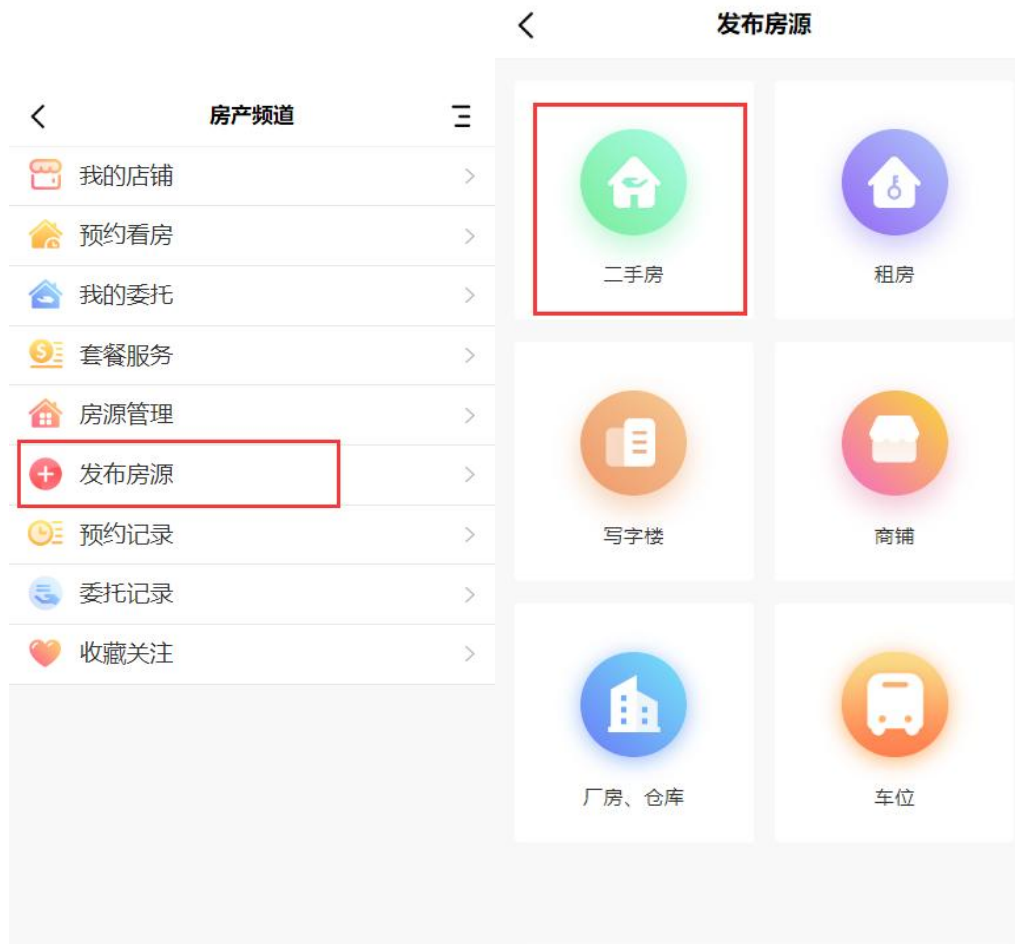 房产频道
我的店铺
预约看房
我的委托
套餐服务
房源管理
发布房源
预约记录
委托记录
收藏关注
发布房源
二手房
租房
写字楼
商铺
厂房、仓库
车位